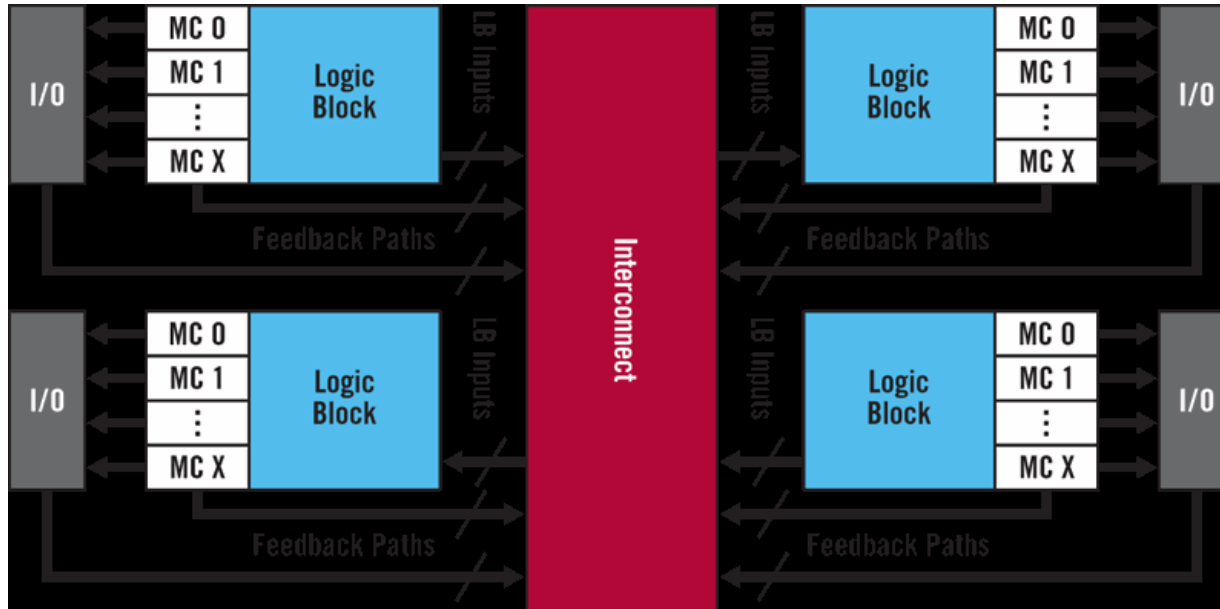 I/O
MC 0
MC 1
⋮
MC X
Logic
Block
LB Inputs
Feedback Paths
Interconnect
LB Inputs
Logic
Block
MC 0
MC 1
⋮
MC X
I/O
Feedback Paths
I/O
MC 0
MC 1
⋮
MC X
Logic
Block
LB Inputs
Feedback Paths
LB Inputs
Logic
Block
MC 0
MC 1
⋮
MC X
I/O
Feedback Paths